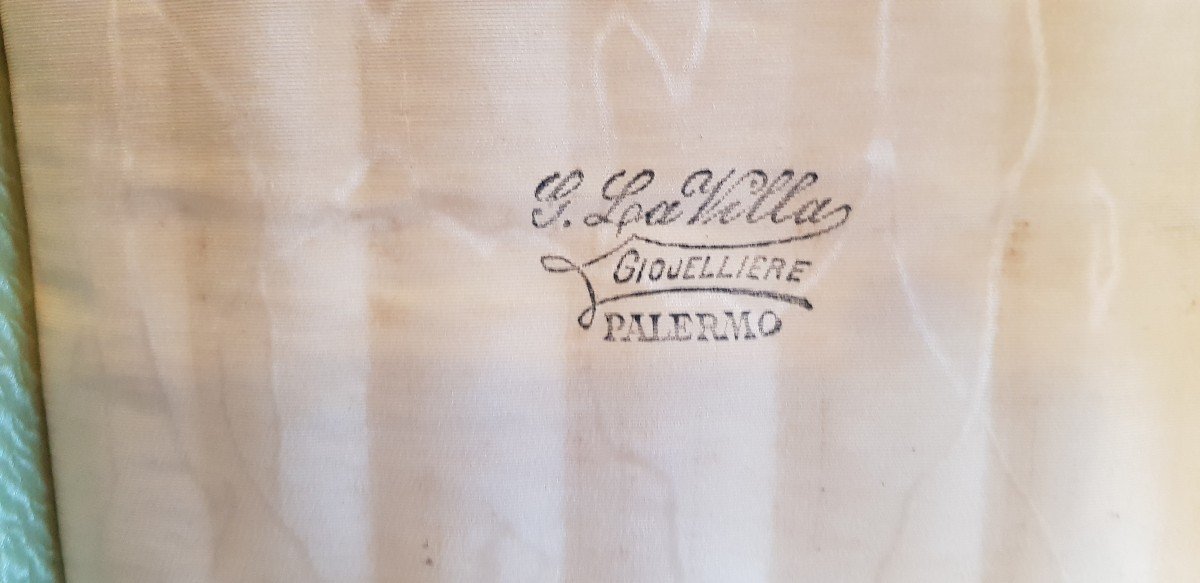 G. La Villa
GIOJELLIERE
PALERMO